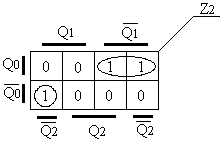 Z2
Q1 Q̅1̅
Q0 0 0 1 1
Q̅0̅ 1 0 0 0
Q̅2̅ Q2 Q̅2̅